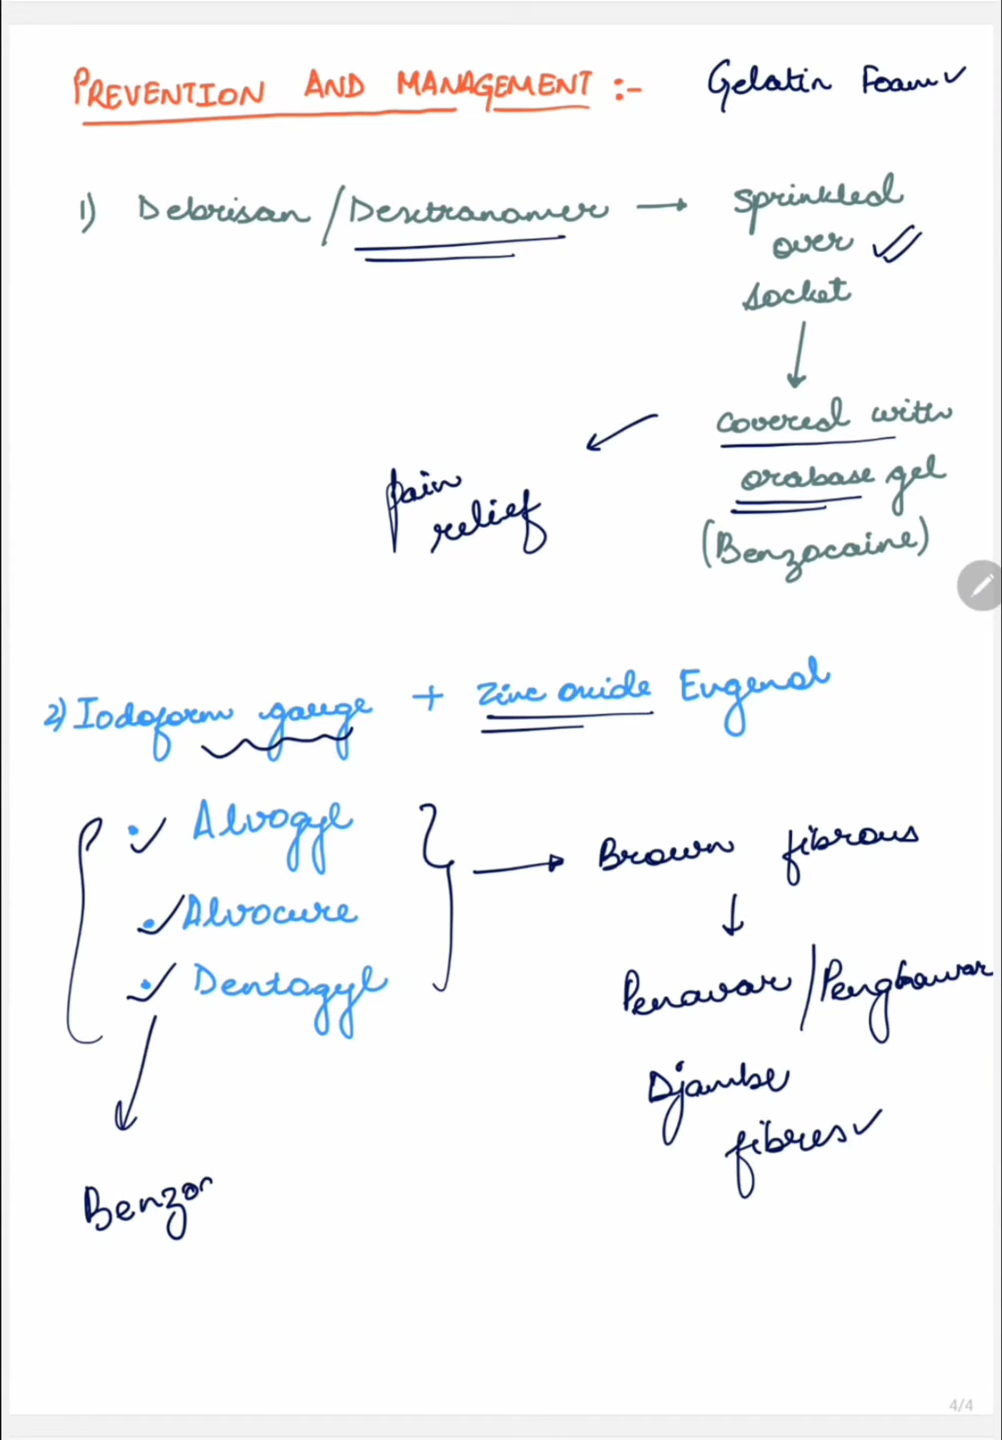 PREVENTION AND MANAGEMENT :- Gelatin Foam
1) Debrisan / Dextranomer → Sprinkled
over
socket
covered with
orabase gel
(Benzocaine)
pain
relief
2) Iodoform gauge + Zinc oxide Eugenol
• Alvogyl
• Alvocure
• Dentogyl
→ Brown fibrous
Penawar / Penghawar
Djambe
fibres
Benzo
4/4